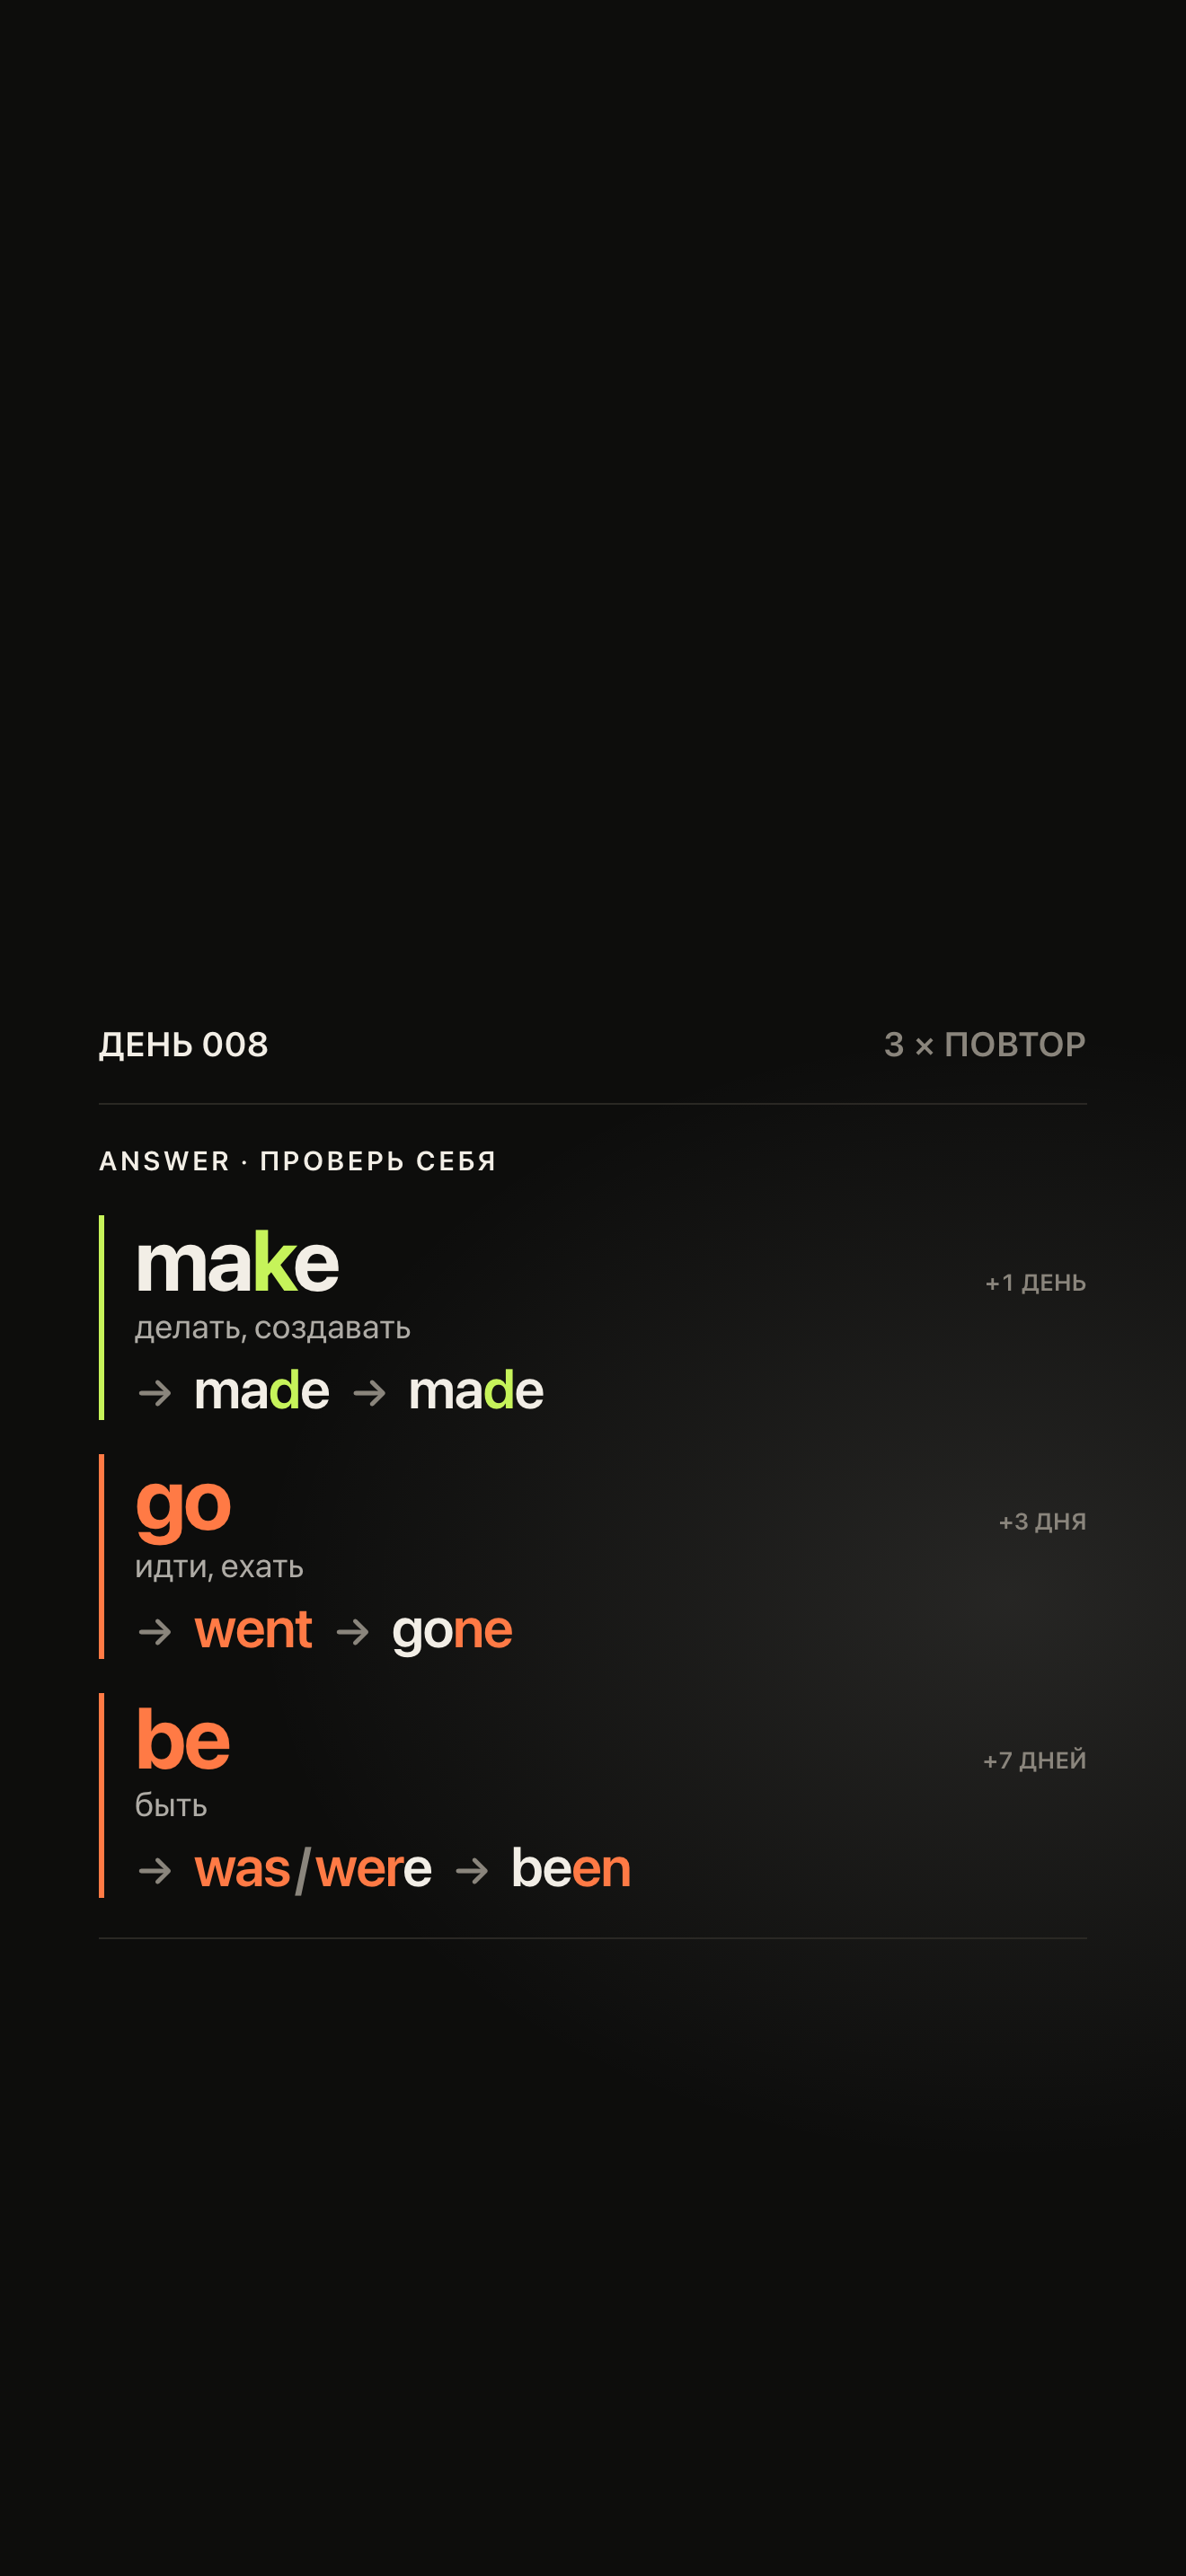 ДЕНЬ 008
3 × ПОВТОР
ANSWER · ПРОВЕРЬ СЕБЯ
make
+1 ДЕНЬ
делать, создавать
→ made → made
go
+3 ДНЯ
идти, ехать
→ went → gone
be
+7 ДНЕЙ
быть
→ was/were → been